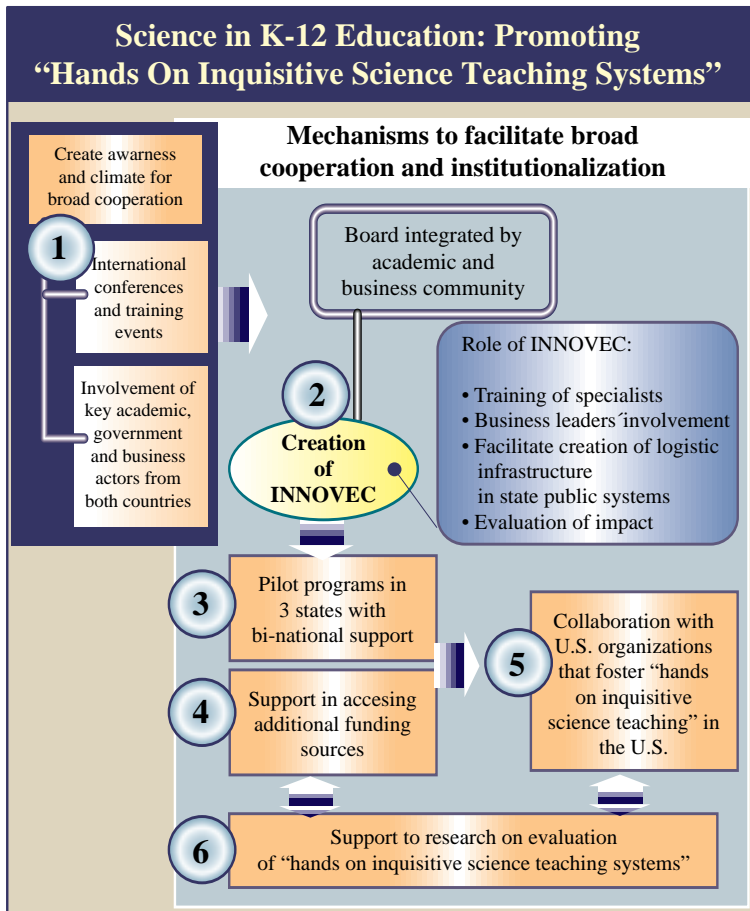 Science in K-12 Education: Promoting
“Hands On Inquisitive Science Teaching Systems”
Mechanisms to facilitate broad
cooperation and institutionalization
Create awarness
and climate for
broad cooperation
1
International
conferences
and training
events
Involvement of
key academic,
government
and business
actors from
both countries
Board integrated by
academic and
business community
2
Creation
of
INNOVEC
Role of INNOVEC:
• Training of specialists
• Business leaders´involvement
• Facilitate creation of logistic
infrastructure
in state public systems
• Evaluation of impact
3
Pilot programs in
3 states with
bi-national support
4
Support in accesing
additional funding
sources
5
Collaboration with
U.S. organizations
that foster “hands
on inquisitive
science teaching” in
the U.S.
6
Support to research on evaluation
of “hands on inquisitive science teaching systems”